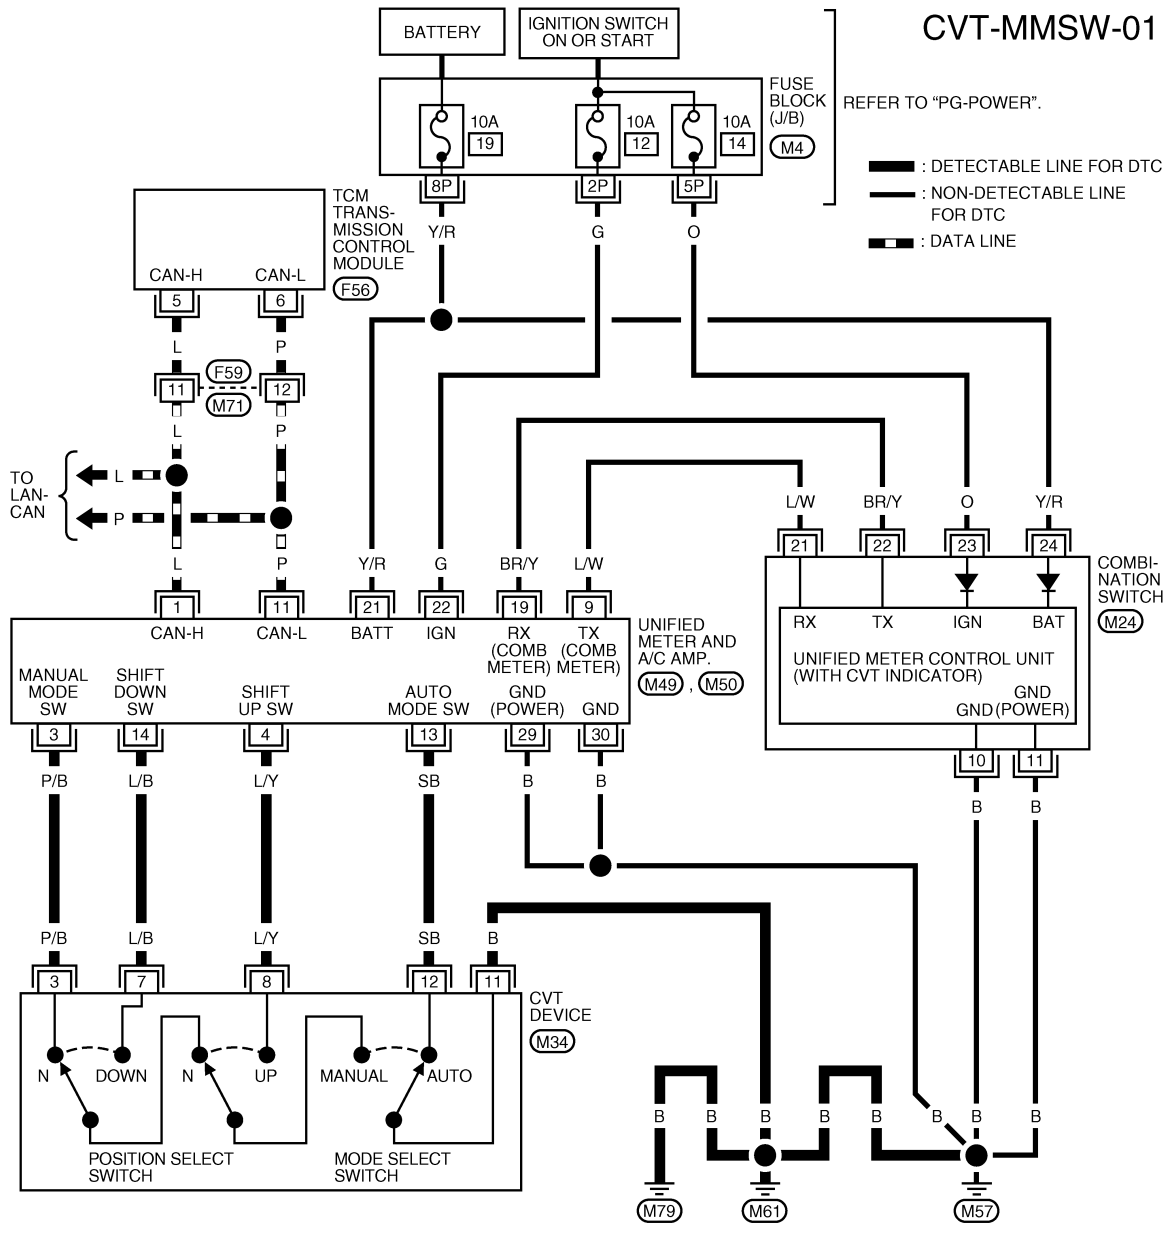 CVT-MMSW-01
BATTERY
IGNITION SWITCH
ON OR START
FUSE
BLOCK
(J/B)
M4
REFER TO “PG-POWER”.
10A
19
10A
12
10A
14
8P
2P
5P
: DETECTABLE LINE FOR DTC
: NON-DETECTABLE LINE
FOR DTC
: DATA LINE
TCM
TRANS-
MISSION
CONTROL
MODULE
F56
CAN-H
CAN-L
5
6
Y/R
G
O
L
P
11
F59
M71
12
L
P
TO
LAN-
CAN
L
P
L
P
Y/R
G
BR/Y
L/W
L/W
BR/Y
O
Y/R
21
22
23
24
COMBI-
NATION
SWITCH
M24
RX
TX
IGN
BAT
UNIFIED METER CONTROL UNIT
(WITH CVT INDICATOR)
GND
GND (POWER)
10
11
1
11
21
22
19
9
CAN-H
CAN-L
BATT
IGN
RX
(COMB
METER)
TX
(COMB
METER)
UNIFIED
METER AND
A/C AMP.
M49 , M50
MANUAL
MODE
SW
SHIFT
DOWN
SW
SHIFT
UP SW
AUTO
MODE SW
GND
(POWER)
GND
3
14
4
13
29
30
P/B
L/B
L/Y
SB
B
B
B
B
P/B
L/B
L/Y
SB
B
3
7
8
12
11
CVT
DEVICE
M34
N
DOWN
N
UP
MANUAL
AUTO
POSITION SELECT
SWITCH
MODE SELECT
SWITCH
B
B
B
B
B
B
B
B
M79
M61
M57